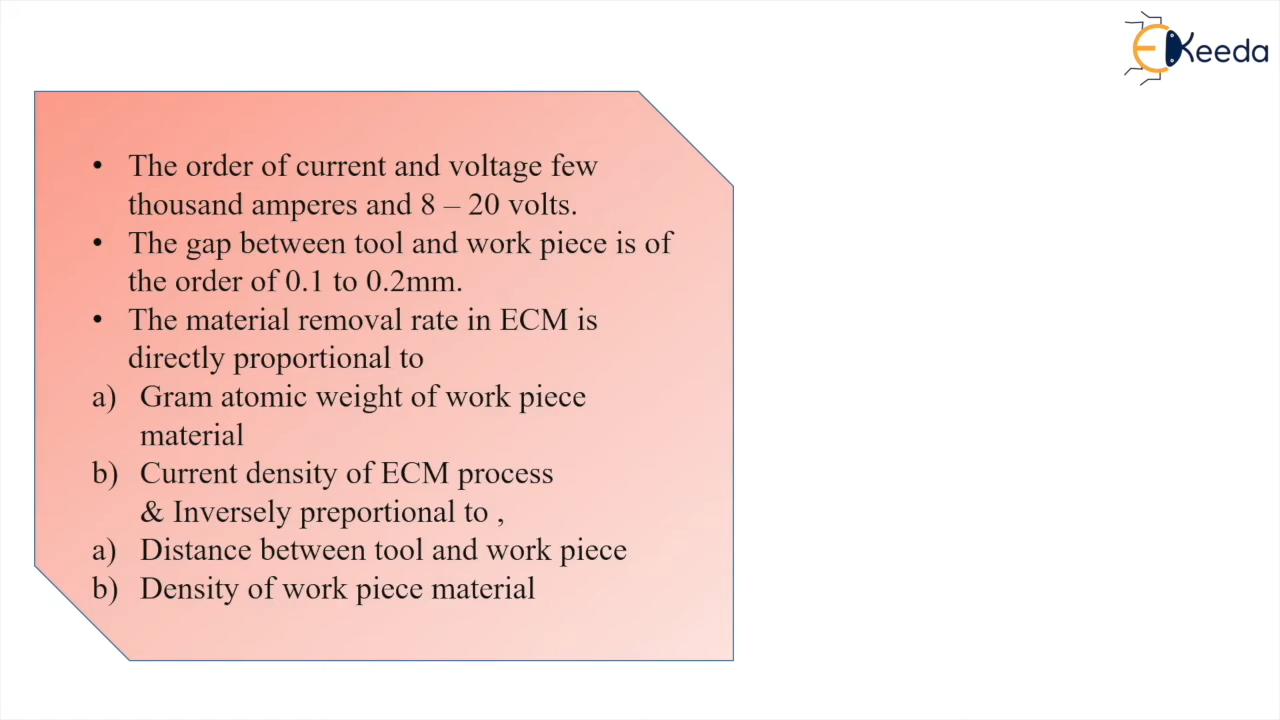 EKeeda
• The order of current and voltage few
thousand amperes and 8 – 20 volts.
• The gap between tool and work piece is of
the order of 0.1 to 0.2mm.
• The material removal rate in ECM is
directly proportional to
a) Gram atomic weight of work piece
material
b) Current density of ECM process
& Inversely preportional to ,
a) Distance between tool and work piece
b) Density of work piece material